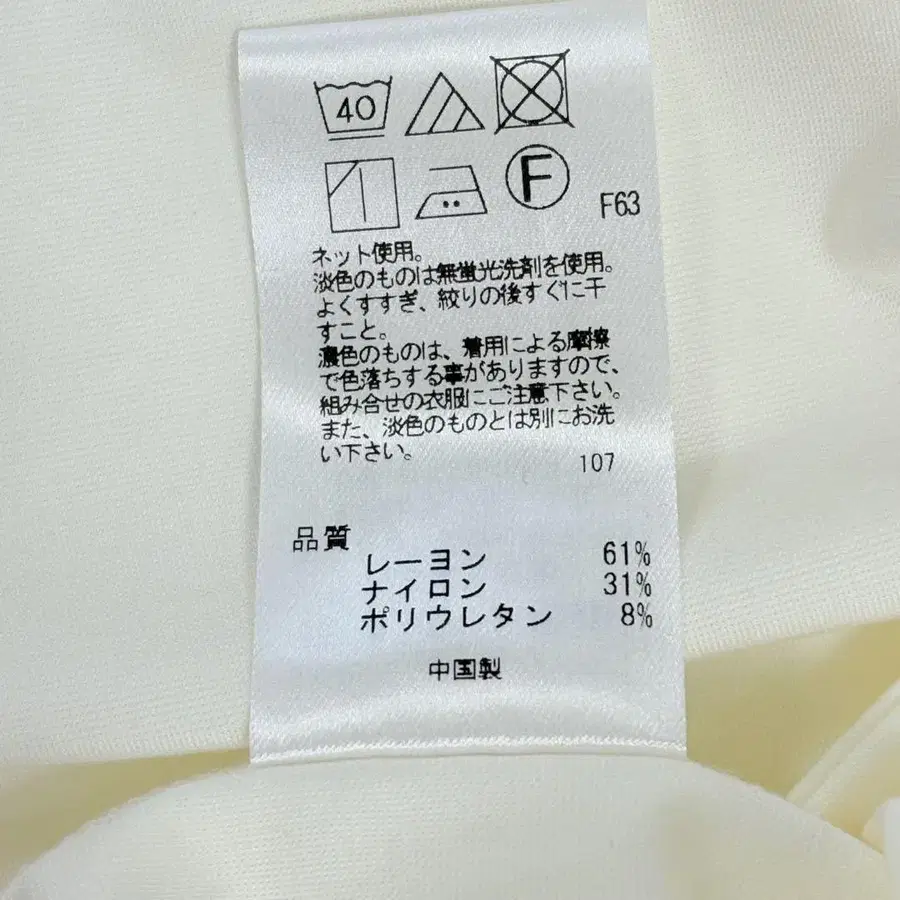 40
F
F63
ネット使用。
淡色のものは無蛍光洗剤を使用。
よくすすぎ、絞りの後すぐに干
すこと。
濃色のものは、着用による摩擦
で色落ちする事がありますので、
組み合せの衣服にご注意下さい。
また、淡色のものとは別にお洗
い下さい。
107
品質
レーヨン 61%
ナイロン 31%
ポリウレタン 8%
中国製